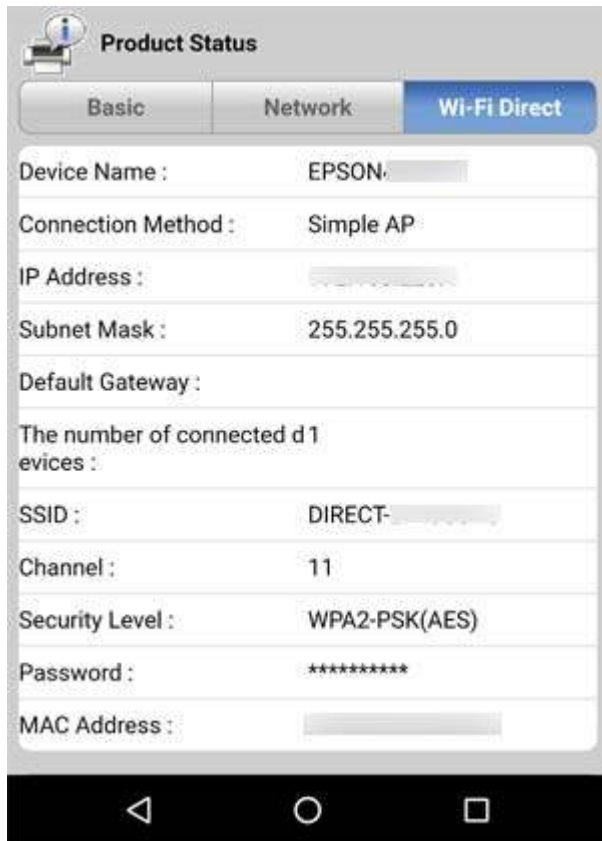 Product Status
Basic Network Wi-Fi Direct
Device Name : EPSON
Connection Method : Simple AP
IP Address :
Subnet Mask : 255.255.255.0
Default Gateway :
The number of connected d 1
evices :
SSID : DIRECT-
Channel : 11
Security Level : WPA2-PSK(AES)
Password : **********
MAC Address :